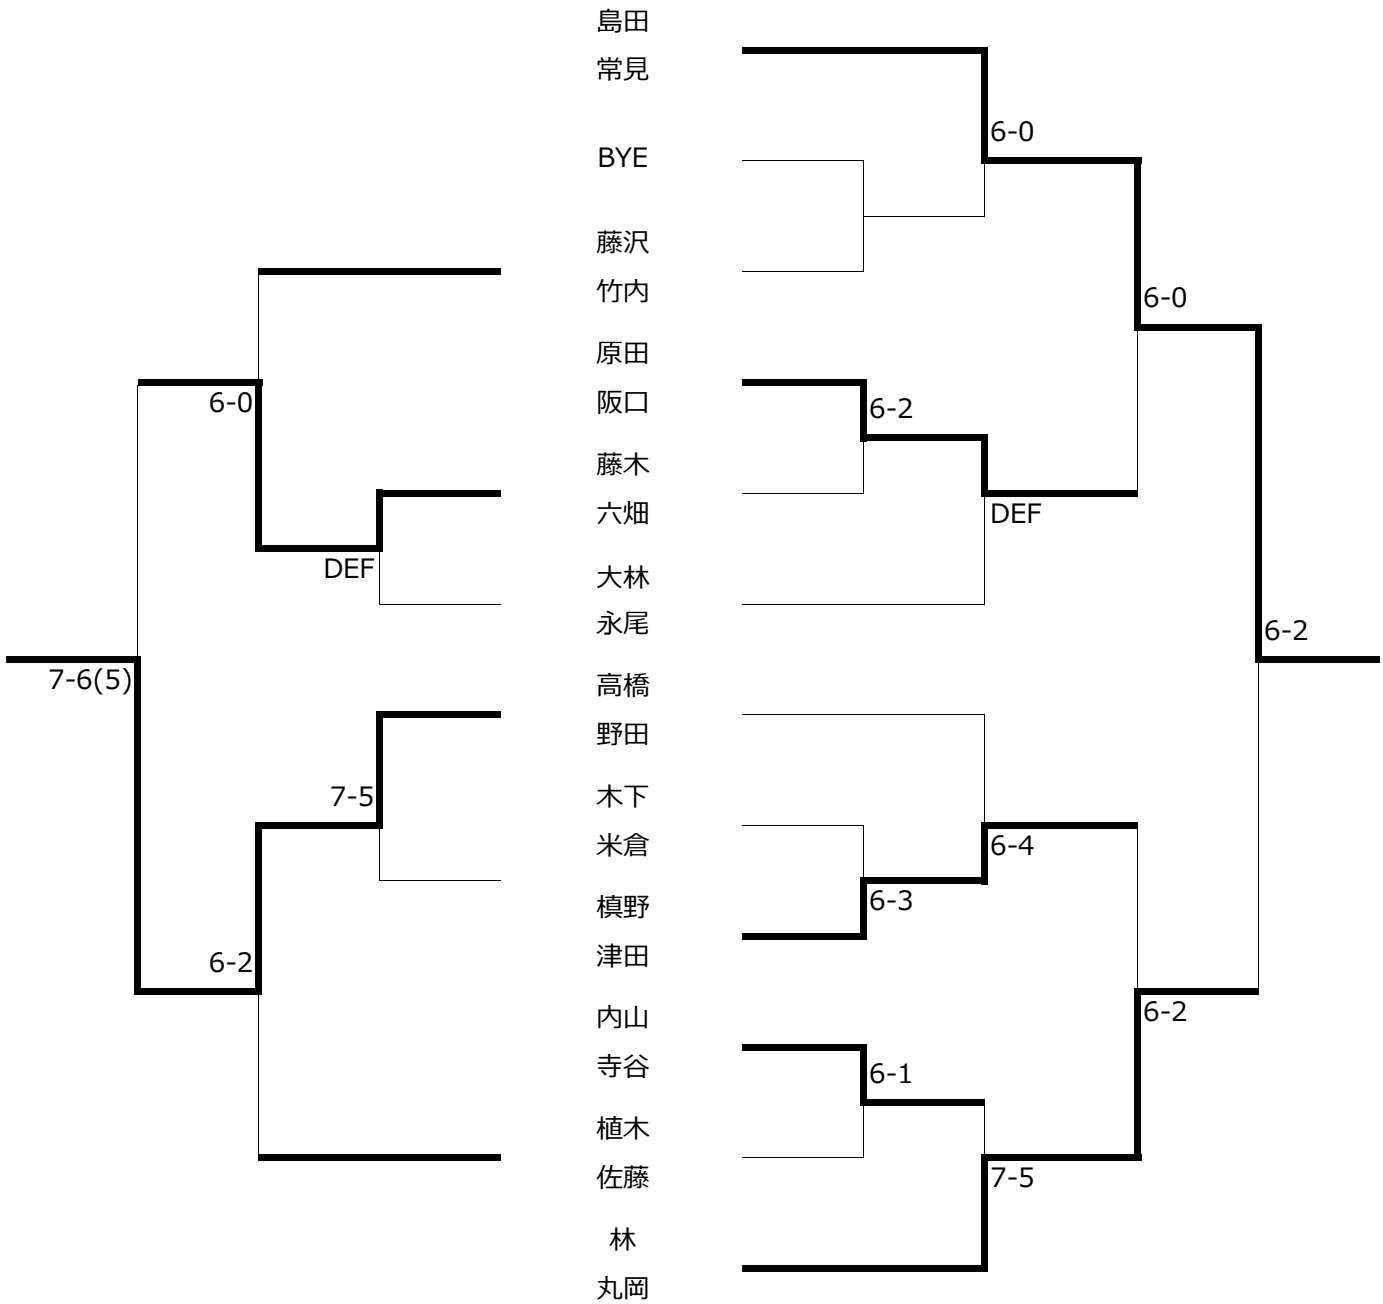 島田
常見
6-0
BYE
藤沢
竹内
6-0
原田
阪口
6-0
6-2
藤木
六畑
DEF
DEF
大林
永尾
6-2
7-6(5)
高橋
野田
木下
7-5
米倉
6-4
槙野
6-3
津田
6-2
内山
6-2
寺谷
6-1
植木
佐藤
7-5
林
丸岡